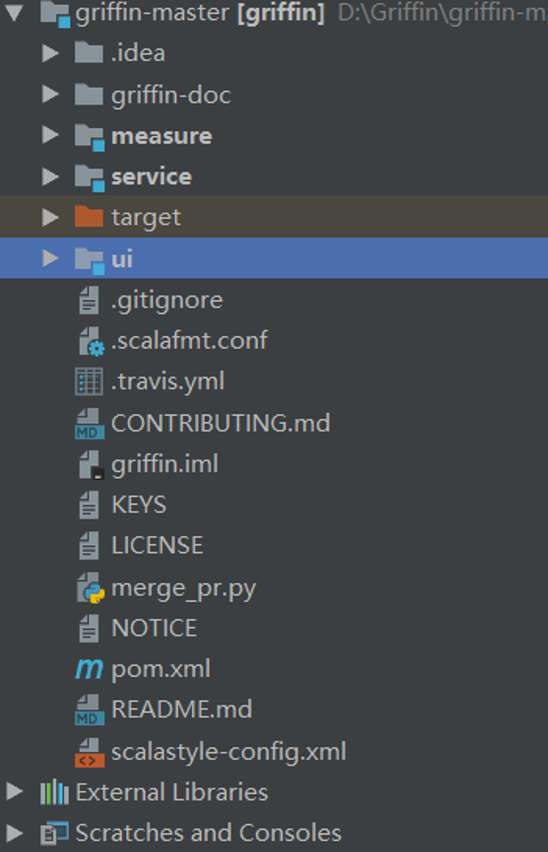 griffin-master [griffin] D:\Griffin\griffin-m
.idea
griffin-doc
measure
service
target
ui
.gitignore
.scalafmt.conf
.travis.yml
MD CONTRIBUTING.md
griffin.iml
KEYS
LICENSE
merge_pr.py
NOTICE
m pom.xml
MD README.md
<> scalastyle-config.xml
External Libraries
Scratches and Consoles